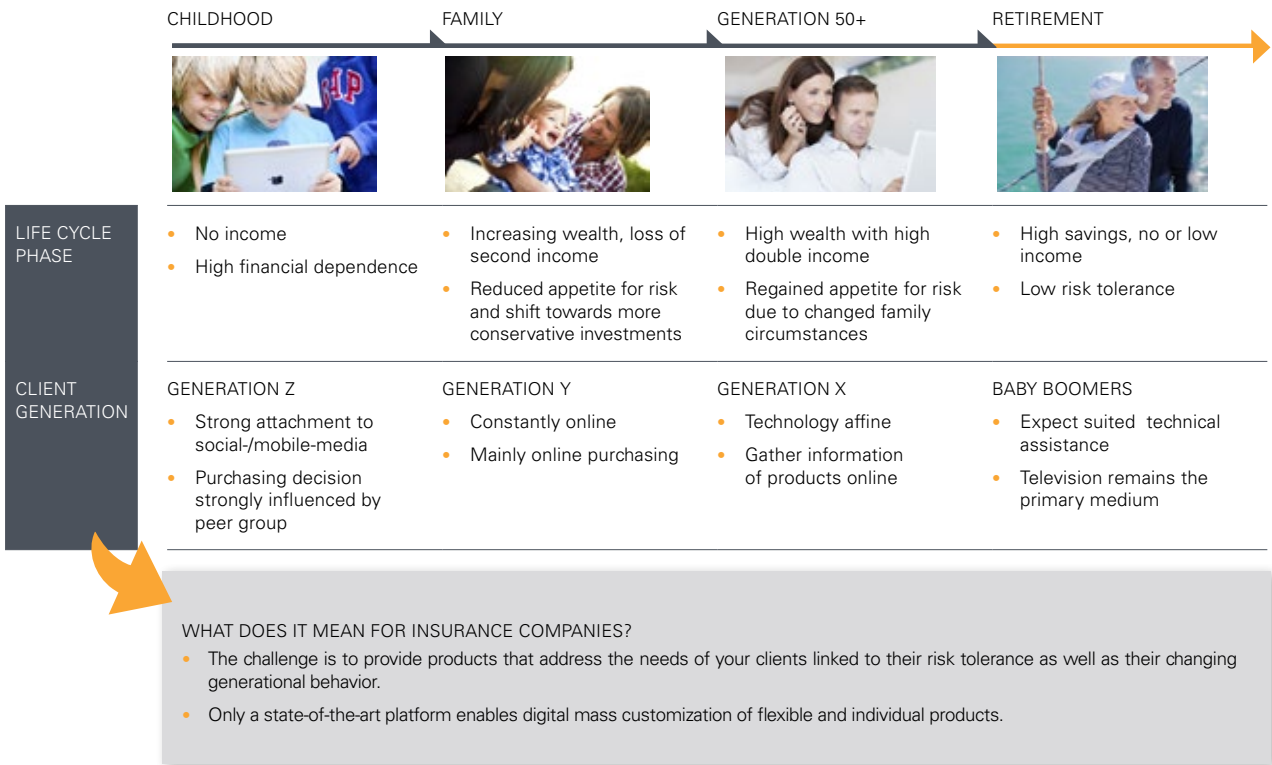 CHILDHOOD
FAMILY
GENERATION 50+
RETIREMENT
GAP
LIFE CYCLE
PHASE
• No income
• High financial dependence
• Increasing wealth, loss of
second income
• Reduced appetite for risk
and shift towards more
conservative investments
• High wealth with high
double income
• Regained appetite for risk
due to changed family
circumstances
• High savings, no or low
income
• Low risk tolerance
CLIENT
GENERATION
GENERATION Z
• Strong attachment to
social-/mobile-media
• Purchasing decision
strongly influenced by
peer group
GENERATION Y
• Constantly online
• Mainly online purchasing
GENERATION X
• Technology affine
• Gather information
of products online
BABY BOOMERS
• Expect suited technical
assistance
• Television remains the
primary medium
WHAT DOES IT MEAN FOR INSURANCE COMPANIES?
• The challenge is to provide products that address the needs of your clients linked to their risk tolerance as well as their changing
generational behavior.
• Only a state-of-the-art platform enables digital mass customization of flexible and individual products.